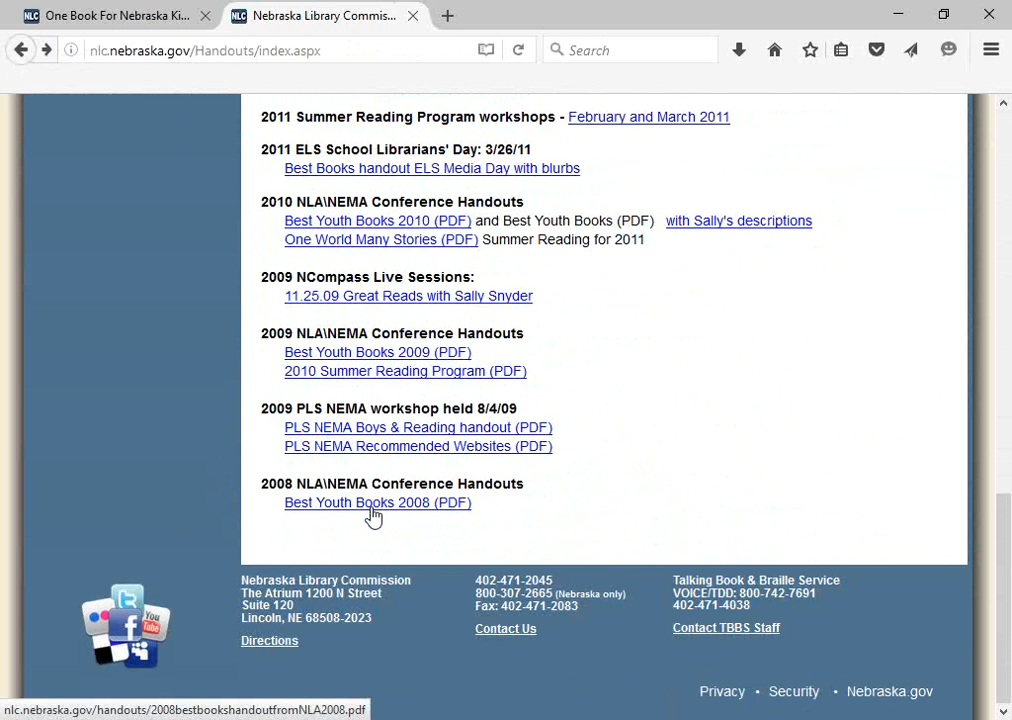 NLC One Book For Nebraska Ki...
NLC Nebraska Library Commis...
nlc.nebraska.gov/Handouts/index.aspx
Search
2011 Summer Reading Program workshops - February and March 2011
2011 ELS School Librarians' Day: 3/26/11
Best Books handout ELS Media Day with blurbs
2010 NLA\NEMA Conference Handouts
Best Youth Books 2010 (PDF) and Best Youth Books (PDF) with Sally's descriptions
One World Many Stories (PDF) Summer Reading for 2011
2009 NCompass Live Sessions:
11.25.09 Great Reads with Sally Snyder
2009 NLA\NEMA Conference Handouts
Best Youth Books 2009 (PDF)
2010 Summer Reading Program (PDF)
2009 PLS NEMA workshop held 8/4/09
PLS NEMA Boys & Reading handout (PDF)
PLS NEMA Recommended Websites (PDF)
2008 NLA\NEMA Conference Handouts
Best Youth Books 2008 (PDF)
Nebraska Library Commission
The Atrium 1200 N Street
Suite 120
Lincoln, NE 68508-2023
Directions
402-471-2045
800-307-2665 (Nebraska only)
Fax: 402-471-2083
Contact Us
Talking Book & Braille Service
VOICE/TDD: 800-742-7691
402-471-4038
Contact TBBS Staff
You
Tube
Privacy • Security • Nebraska.gov
nlc.nebraska.gov/handouts/2008bestbookshandoutfromNLA2008.pdf